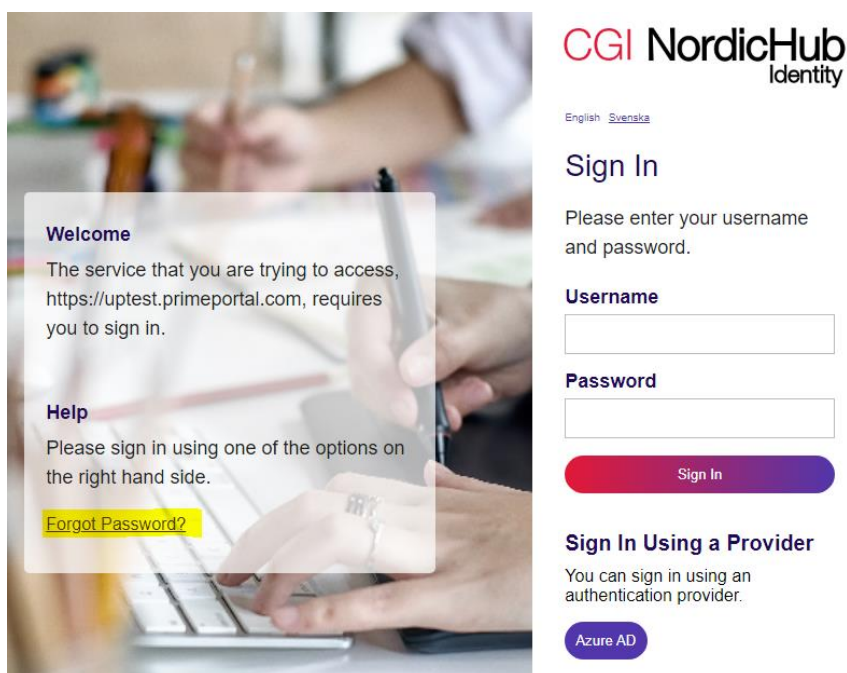 CGI NordicHub
Identity
English Svenska
Sign In
Please enter your username
and password.
Username
Password
Sign In
Sign In Using a Provider
You can sign in using an
authentication provider.
Azure AD
Welcome
The service that you are trying to access,
https://uptest.primeportal.com, requires
you to sign in.
Help
Please sign in using one of the options on
the right hand side.
Forgot Password?